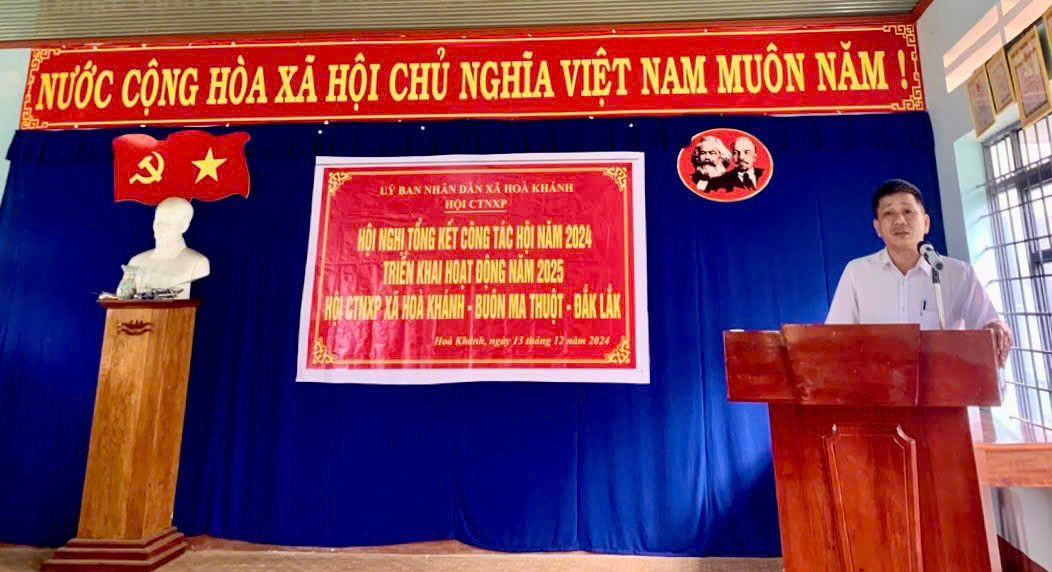 NƯỚC CỘNG HÒA XÃ HỘI CHỦ NGHĨA VIỆT NAM MUÔN NĂM !
UỶ BAN NHÂN DÂN XÃ HOÀ KHÁNH
HỘI CTNXP
HỘI NGHỊ TỔNG KẾT CÔNG TÁC HỘI NĂM 2024
TRIỂN KHAI HOẠT ĐỘNG NĂM 2025
HỘI CTNXP XÃ HOÀ KHÁNH - BUÔN MA THUỘT - ĐẮK LẮK
Hoà Khánh, ngày 13 tháng 12 năm 2024